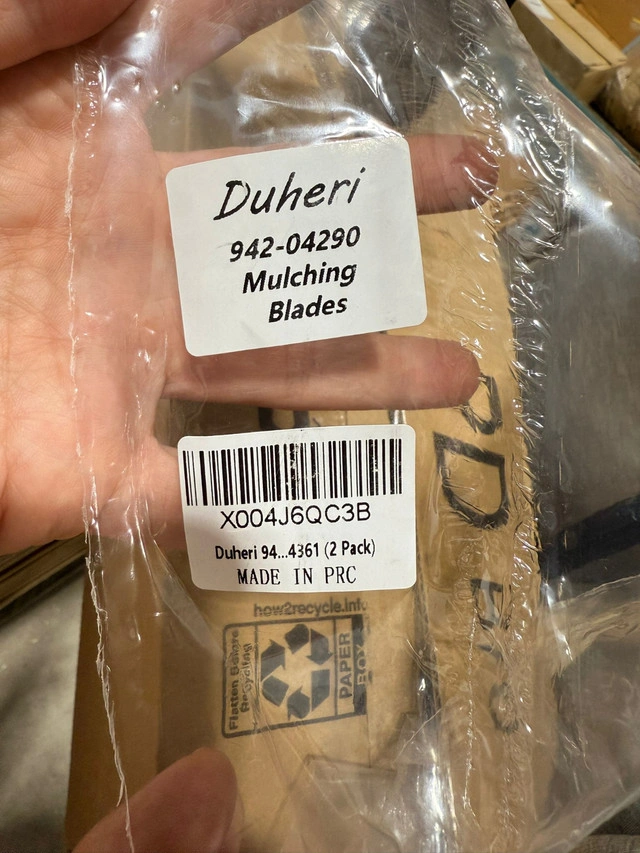 Duheri
942-04290
Mulching
Blades
X004J6QC3B
Duheri 94...4361 (2 Pack)
MADE IN PRC
how2recycle.info
Flatten Before
Recycling
PAPER
BOX